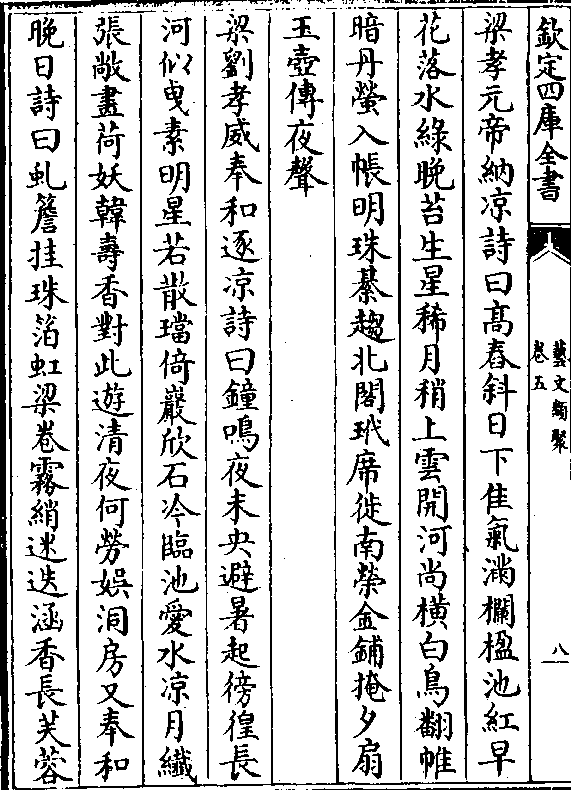 欽定四庫全書
藝文類聚
卷五
八
梁孝元帝納凉詩曰髙舂斜日下佳氣滿欄楹池紅早
花落水綠晚苔生星稀月稍上雲開河尚橫白鳥翻帷
暗丹螢入帳明珠綦趨北閣玳席徙南榮金鋪掩夕扇
玉壺傳夜聲
梁劉孝威奉和逐凉詩曰鐘鳴夜未央避暑起徬徨長
河似曵素明星若散璫倚巖欣石冷臨池愛水凉月纎
張敞畫荷妖韓壽香對此遊清夜何勞娯洞房又奉和
晚日詩曰虬簷挂珠箔虹梁卷霧綃迷迭涵香長芙蓉